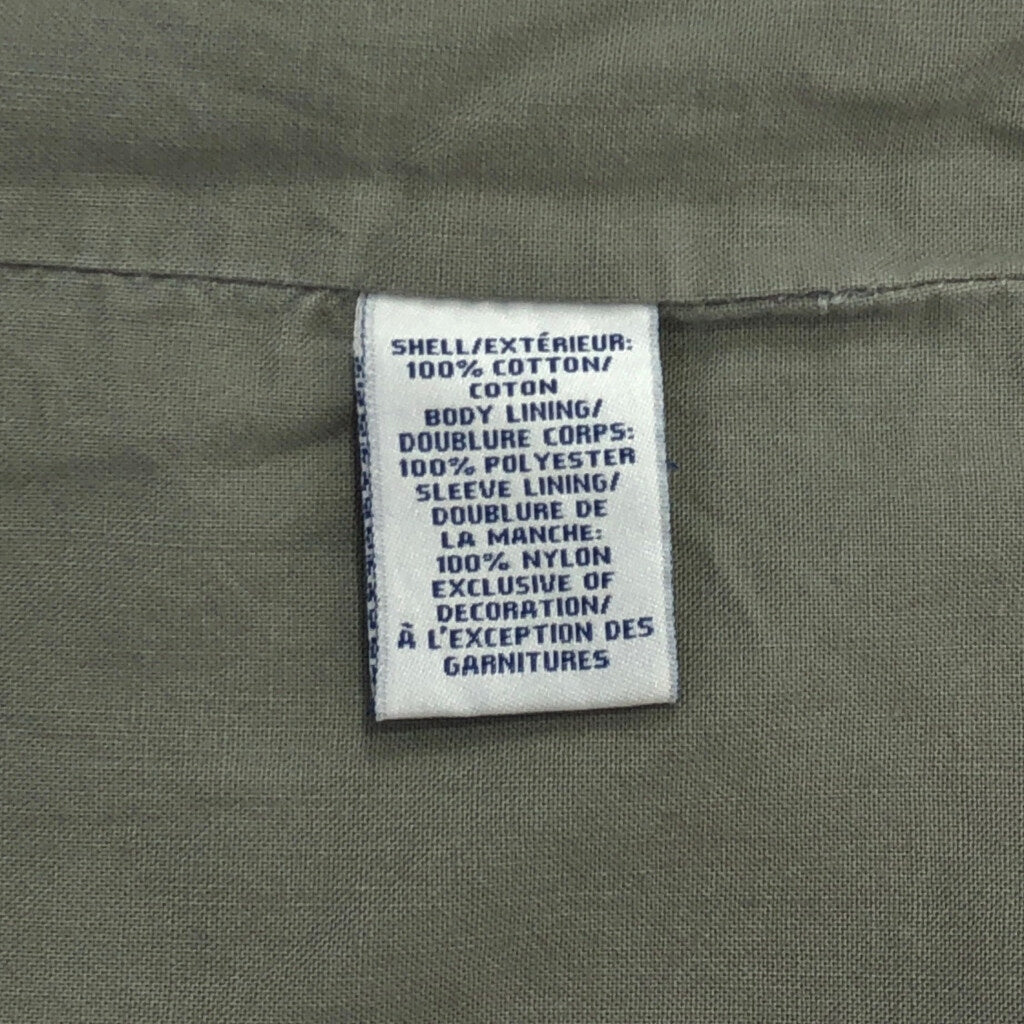 SHELL/EXTÉRIEUR:
100% COTTON/
COTON
BODY LINING/
DOUBLURE CORPS:
100% POLYESTER
SLEEVE LINING/
DOUBLURE DE
LA MANCHE:
100% NYLON
EXCLUSIVE OF
DECORATION/
À L'EXCEPTION DES
GARNITURES